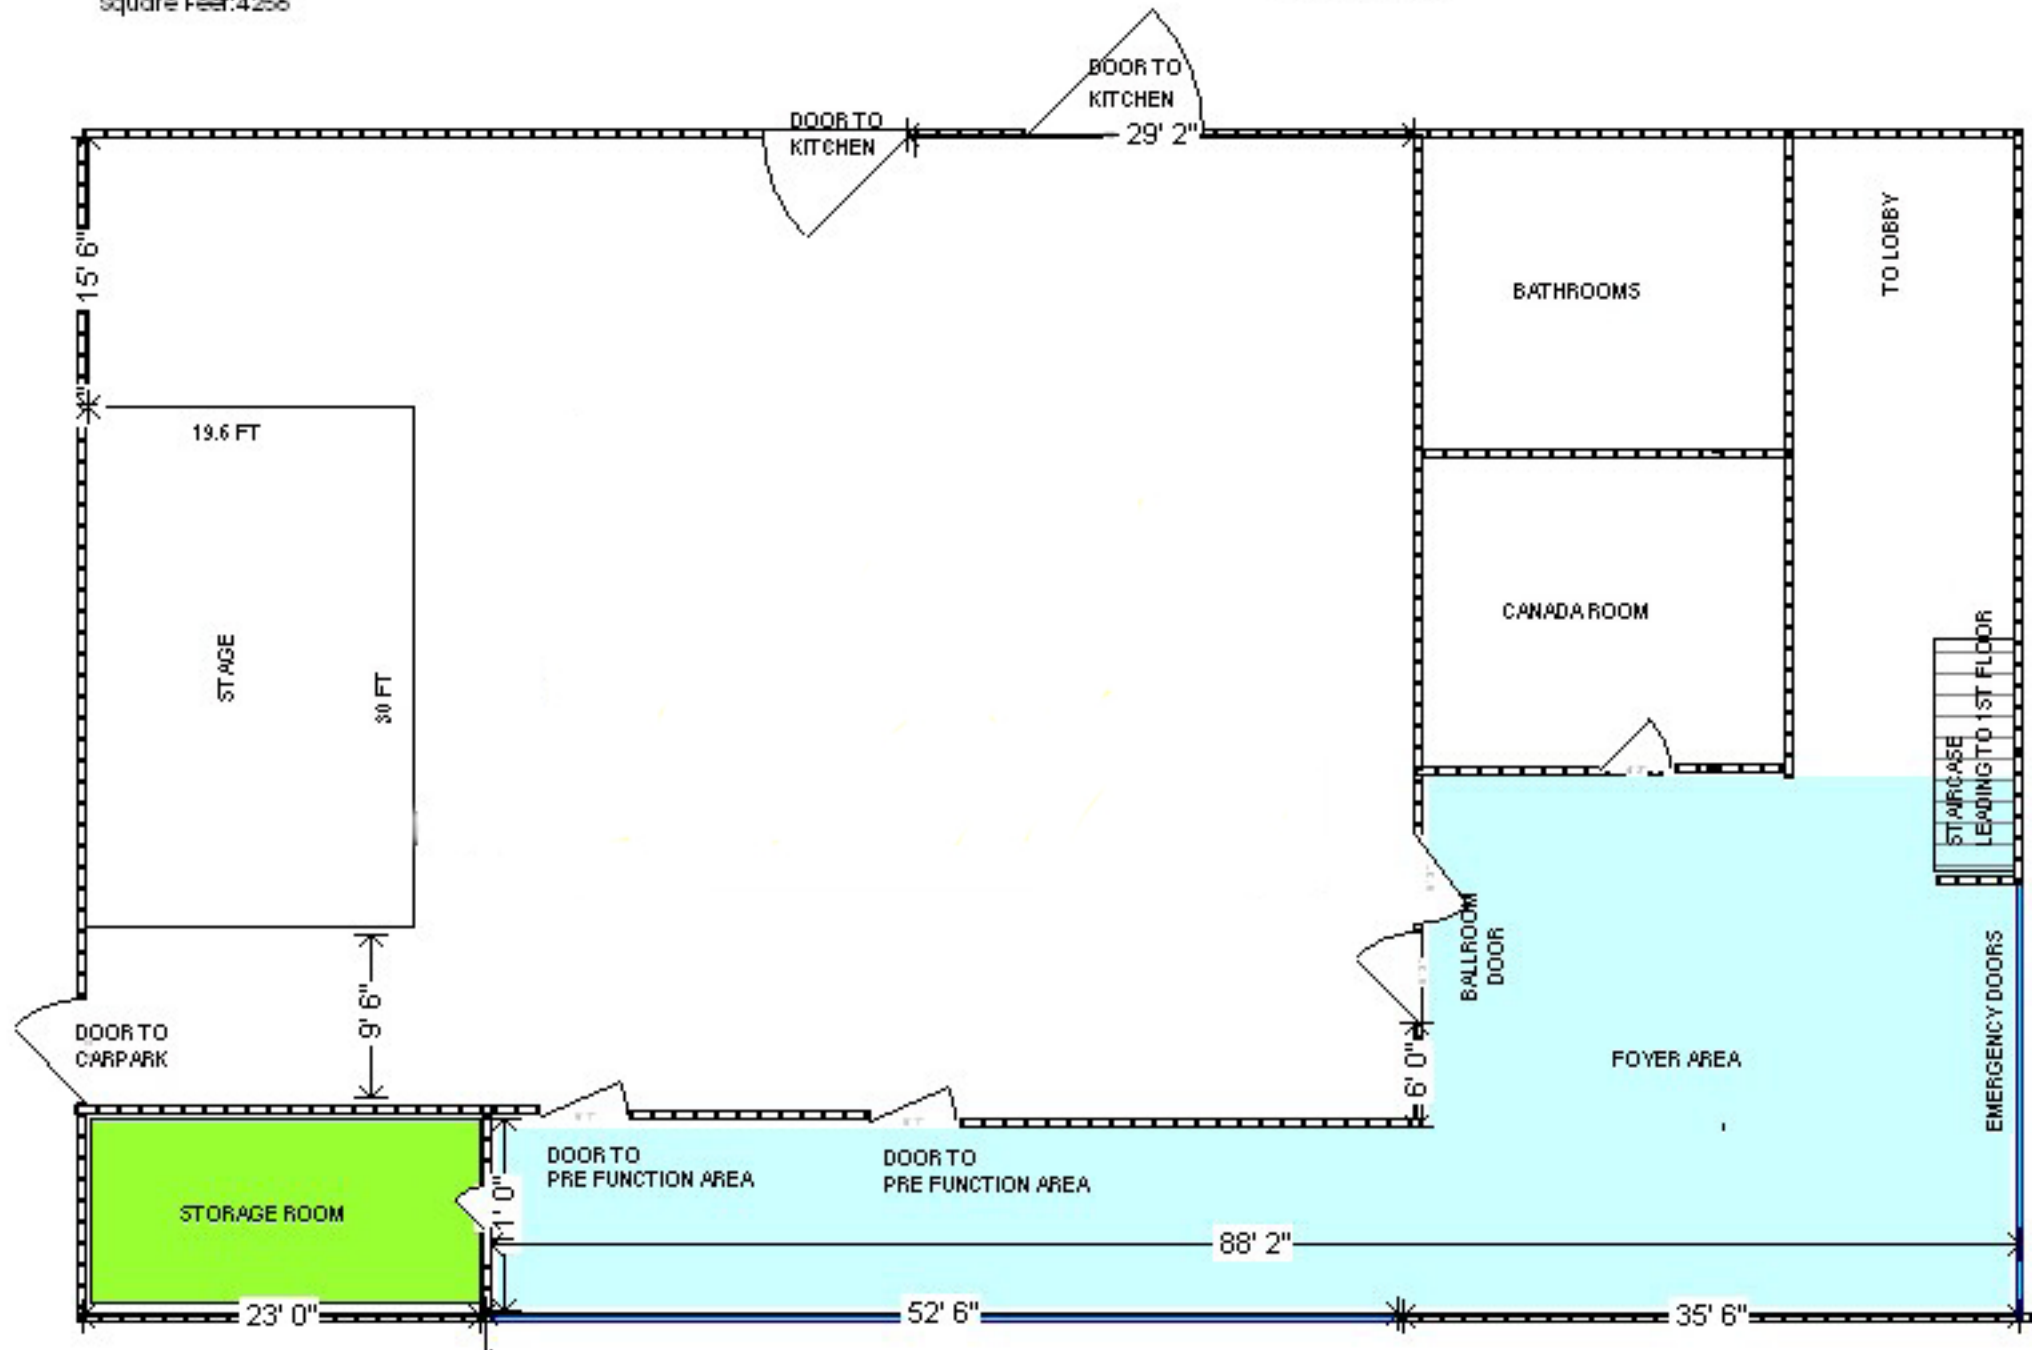 DOOR TO
KITCHEN
DOOR TO
KITCHEN
29' 2"
15' 6"
BATHROOMS
TO LOBBY
19.6 FT
STAGE
30 FT
CANADA ROOM
STAIRCASE
LEADING TO 1ST FLOOR
BALLROOM
DOOR
9' 6"
DOOR TO
CARPARK
6' 0"
FOYER AREA
EMERGENCY DOORS
DOOR TO
PRE FUNCTION AREA
DOOR TO
PRE FUNCTION AREA
STORAGE ROOM
1' 0"
88' 2"
23' 0"
52' 6"
35' 6"